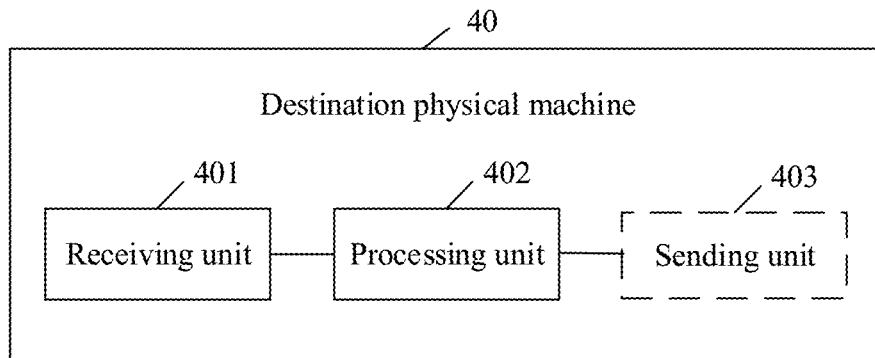 40
Destination physical machine
401 402 403
Receiving unit Processing unit Sending unit